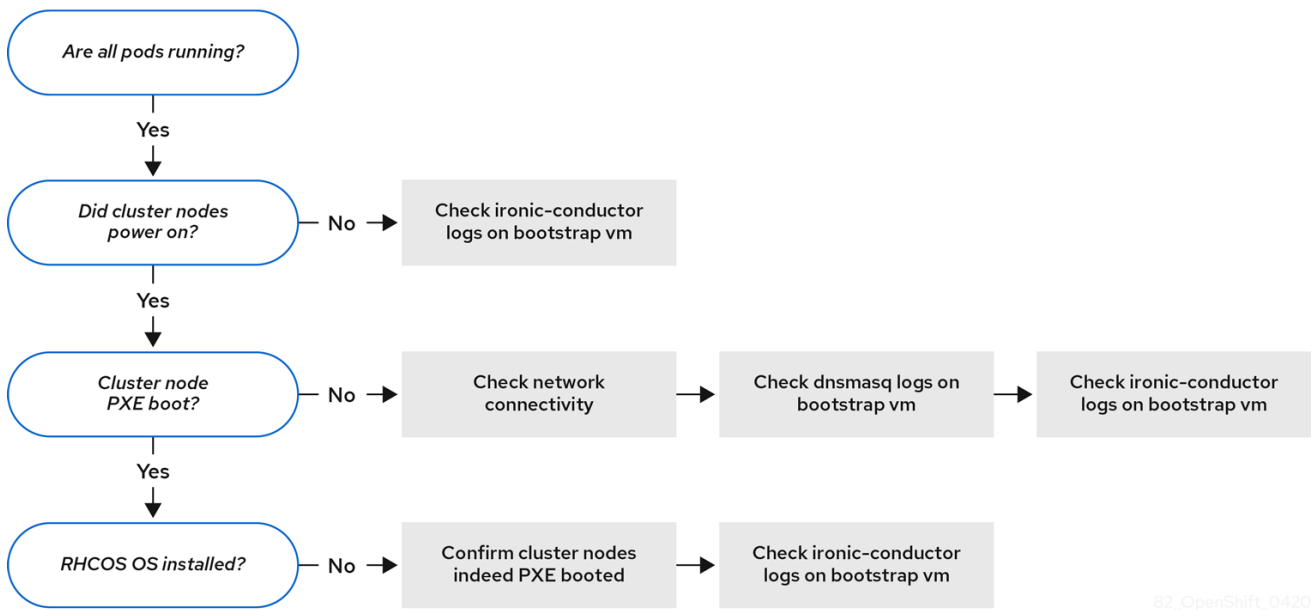 Are all pods running?
Yes
Did cluster nodes
power on?
No
Check ironic-conductor
logs on bootstrap vm
Yes
Cluster node
PXE boot?
No
Check network
connectivity
Check dnsmasq logs on
bootstrap vm
Check ironic-conductor
logs on bootstrap vm
Yes
RHCOS OS installed?
No
Confirm cluster nodes
indeed PXE booted
Check ironic-conductor
logs on bootstrap vm
82_OpenShift_0420